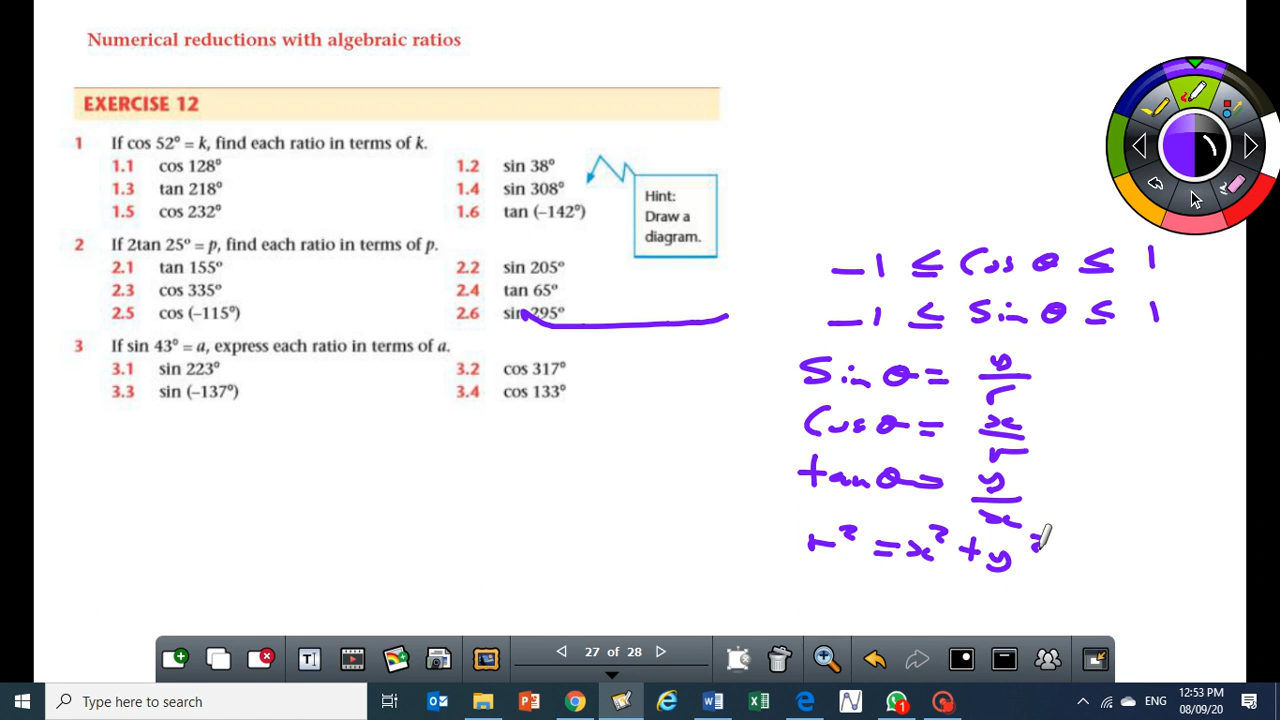 Numerical reductions with algebraic ratios
EXERCISE 12
1 If cos 52° = k, find each ratio in terms of k.
1.1 cos 128° 1.2 sin 38°
1.3 tan 218° 1.4 sin 308°
1.5 cos 232° 1.6 tan (–142°)
Hint:
Draw a
diagram.
2 If 2tan 25° = p, find each ratio in terms of p.
2.1 tan 155° 2.2 sin 205°
2.3 cos 335° 2.4 tan 65°
2.5 cos (–115°) 2.6 sin 295°
3 If sin 43° = a, express each ratio in terms of a.
3.1 sin 223° 3.2 cos 317°
3.3 sin (–137°) 3.4 cos 133°
–1 ≤ Cos θ ≤ 1
–1 ≤ Sin θ ≤ 1
Sin θ = y/r
Cos θ = x/r
tan θ = y/x
r² = x² + y²
27 of 28
Type here to search
1
ENG
12:53 PM
08/09/20